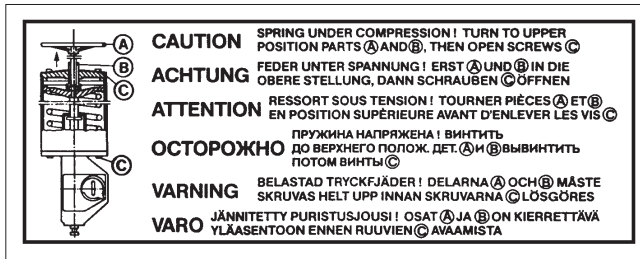 A
B
C
C
CAUTION SPRING UNDER COMPRESSION! TURN TO UPPER
POSITION PARTS Ⓐ AND Ⓑ, THEN OPEN SCREWS Ⓒ
ACHTUNG FEDER UNTER SPANNUNG! ERST Ⓐ UND Ⓑ IN DIE
OBERE STELLUNG, DANN SCHRAUBEN Ⓒ ÖFFNEN
ATTENTION RESSORT SOUS TENSION! TOURNER PIÈCES Ⓐ ET Ⓑ
EN POSITION SUPÈRIEURE AVANT D'ENLEVER LES VIS Ⓒ
ОСТОРОЖНО ПРУЖИНА НАПРЯЖЕНА! ВИНТИТЬ
ДО ВЕРХНЕГО ПОЛОЖ. ДЕТ. Ⓐ И Ⓑ ВЫВИНТИТЬ
ПОТОМ ВИНТЫ Ⓒ
VARNING BELASTAD TRYCKFJÄDER! DELARNA Ⓐ OCH Ⓑ MÅSTE
SKRUVAS HELT UPP INNAN SKRUVARNA Ⓒ LÖSGÖRES
VARO JÄNNITETTY PURISTUSJOUSI! OSAT Ⓐ JA Ⓑ ON KIERRETTÄVÄ
YLÄASENTOON ENNEN RUUVIEN Ⓒ AVAAMISTA